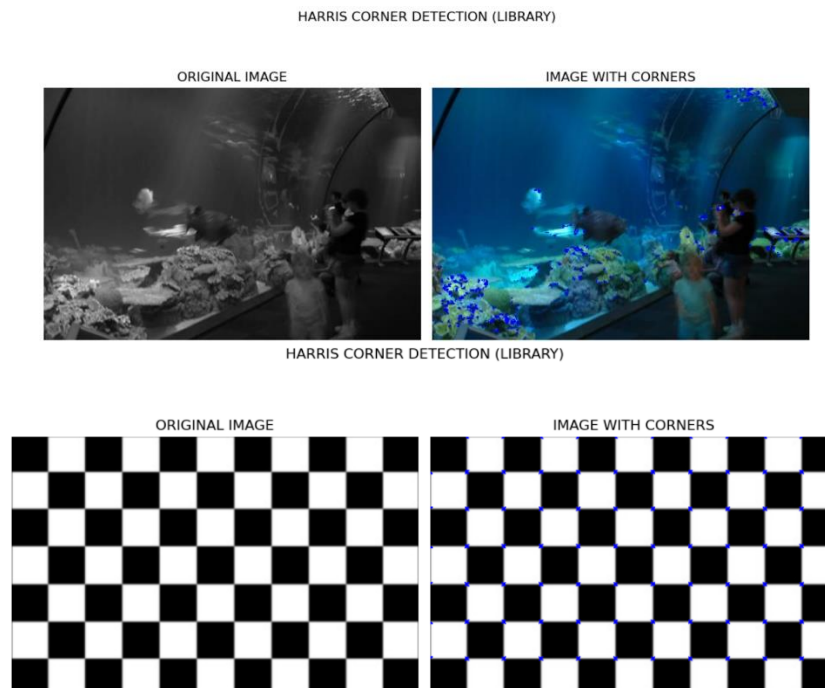 HARRIS CORNER DETECTION (LIBRARY)
ORIGINAL IMAGE
IMAGE WITH CORNERS
HARRIS CORNER DETECTION (LIBRARY)
ORIGINAL IMAGE
IMAGE WITH CORNERS